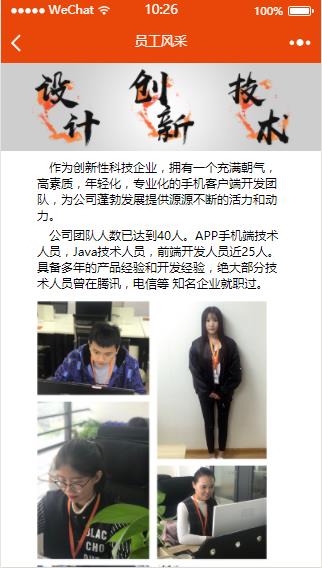 WeChat 10:26 100%
员工风采
设计 创新 技术
作为创新性科技企业，拥有一个充满朝气，
高素质，年轻化，专业化的手机客户端开发团
队，为公司蓬勃发展提供源源不断的活力和动
力。
公司团队人数已达到40人。APP手机端技术
人员，Java技术人员，前端开发人员近25人。
具备多年的产品经验和开发经验，绝大部分技
术人员曾在腾讯，电信等 知名企业就职过。
BLAC
CHO